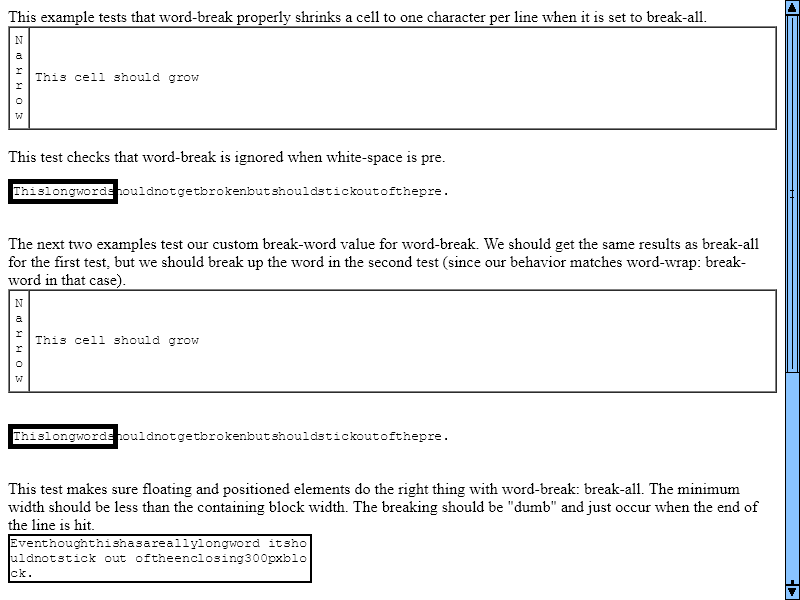 This example tests that word-break properly shrinks a cell to one character per line when it is set to break-all.
N
a
r
r
o
w
This cell should grow
This test checks that word-break is ignored when white-space is pre.
Thislongwordshouldnotgetbrokenbutshouldstickoutofthepre.
The next two examples test our custom break-word value for word-break. We should get the same results as break-all
for the first test, but we should break up the word in the second test (since our behavior matches word-wrap: break-
word in that case).
N
a
r
r
o
w
This cell should grow
Thislongwordshouldnotgetbrokenbutshouldstickoutofthepre.
This test makes sure floating and positioned elements do the right thing with word-break: break-all. The minimum
width should be less than the containing block width. The breaking should be "dumb" and just occur when the end of
the line is hit.
Eventhoughthishasareallylongword itsho
uldnotstick out oftheenclosing300pxblo
ck.